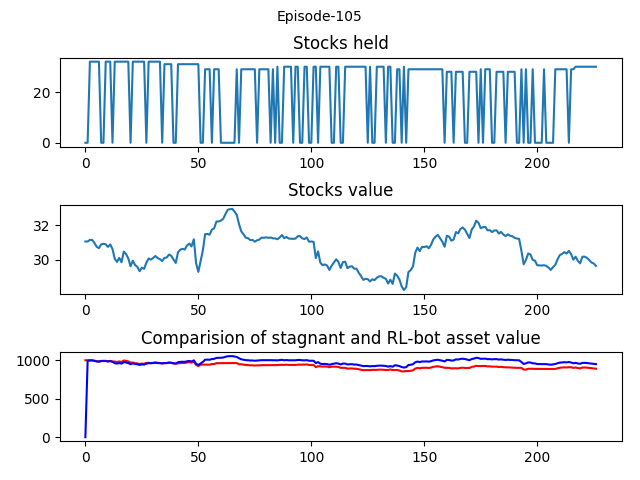 Episode-105
Stocks held
20
0
0 50 100 150 200
Stocks value
32
30
0 50 100 150 200
Comparision of stagnant and RL-bot asset value
1000
500
0
0 50 100 150 200